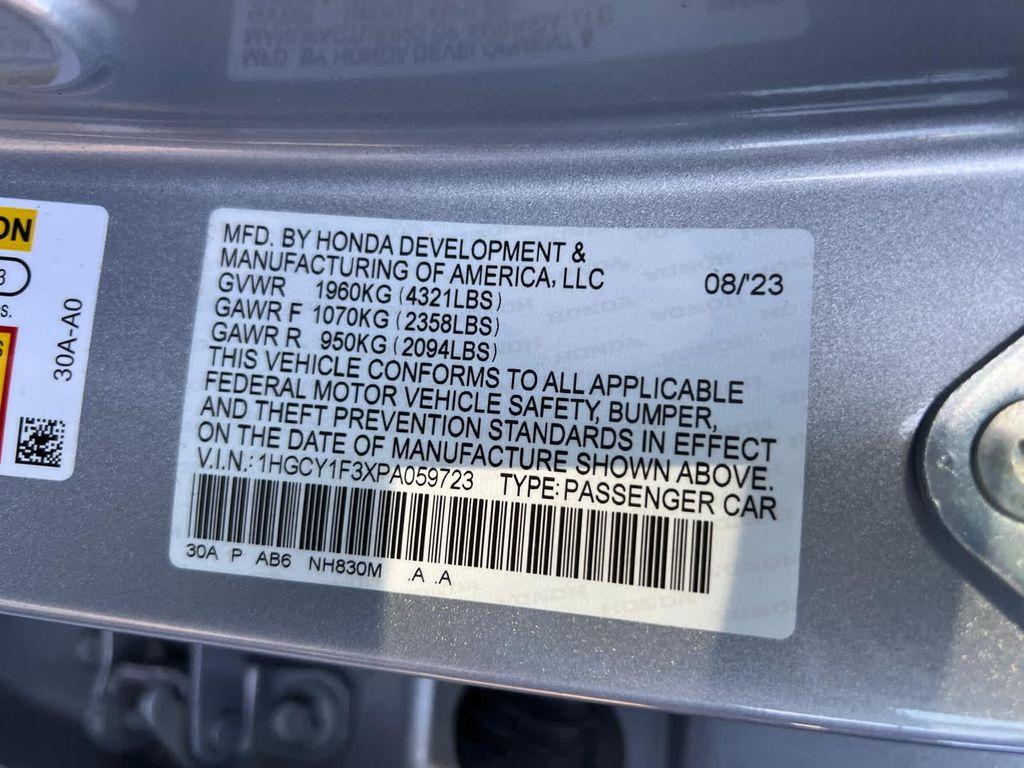 MFD. BY HONDA DEVELOPMENT &
MANUFACTURING OF AMERICA, LLC 08/'23
GVWR 1960KG (4321LBS)
GAWR F 1070KG (2358LBS)
GAWR R 950KG (2094LBS)
THIS VEHICLE CONFORMS TO ALL APPLICABLE
FEDERAL MOTOR VEHICLE SAFETY, BUMPER,
AND THEFT PREVENTION STANDARDS IN EFFECT
ON THE DATE OF MANUFACTURE SHOWN ABOVE.
V.I.N.: 1HGCY1F3XPA059723 TYPE: PASSENGER CAR
30A P AB6 NH830M .A .A
ON
3
30A-A0